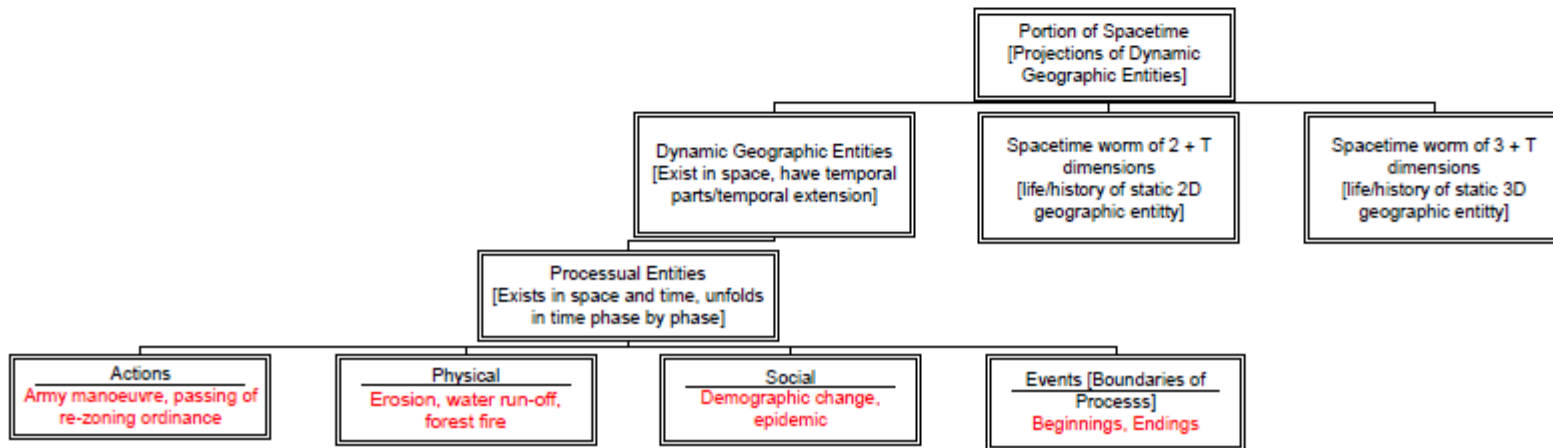 Portion of Spacetime
[Projections of Dynamic
Geographic Entities]
Dynamic Geographic Entities
[Exist in space, have temporal
parts/temporal extension]
Spacetime worm of 2 + T
dimensions
[life/history of static 2D
geographic entitty]
Spacetime worm of 3 + T
dimensions
[life/history of static 3D
geographic entitty]
Processual Entities
[Exists in space and time, unfolds
in time phase by phase]
Actions
Army manoeuvre, passing of
re-zoning ordinance
Physical
Erosion, water run-off,
forest fire
Social
Demographic change,
epidemic
Events [Boundaries of
Processs]
Beginnings, Endings